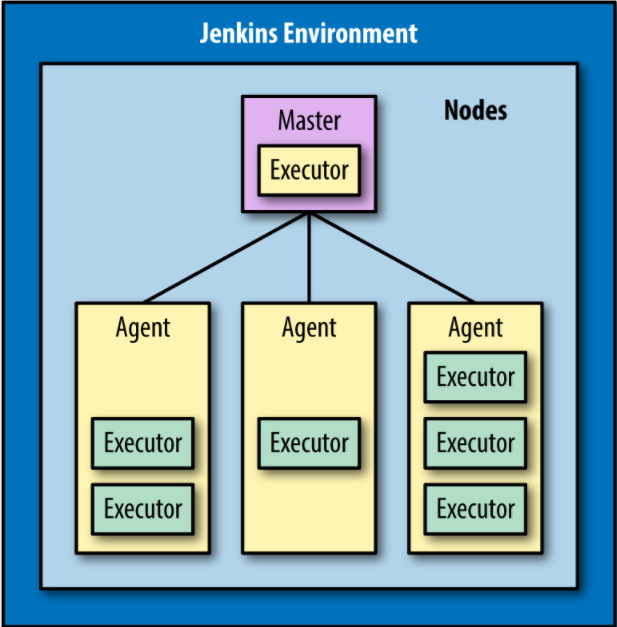 Jenkins Environment
Nodes
Master
Executor
Agent
Agent
Agent
Executor
Executor
Executor
Executor
Executor
Executor